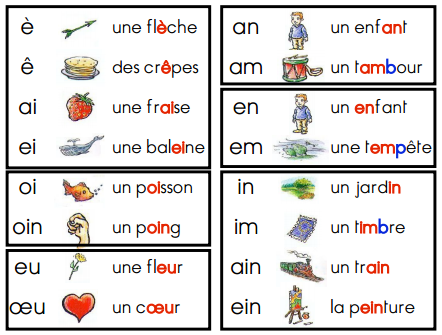 è une flèche
ê des crêpes
ai une fraise
ei une baleine
oi un poisson
oin un poing
eu une fleur
œu un cœur
an un enfant
am un tambour
en un enfant
em une tempête
in un jardin
im un timbre
ain un train
ein la peinture